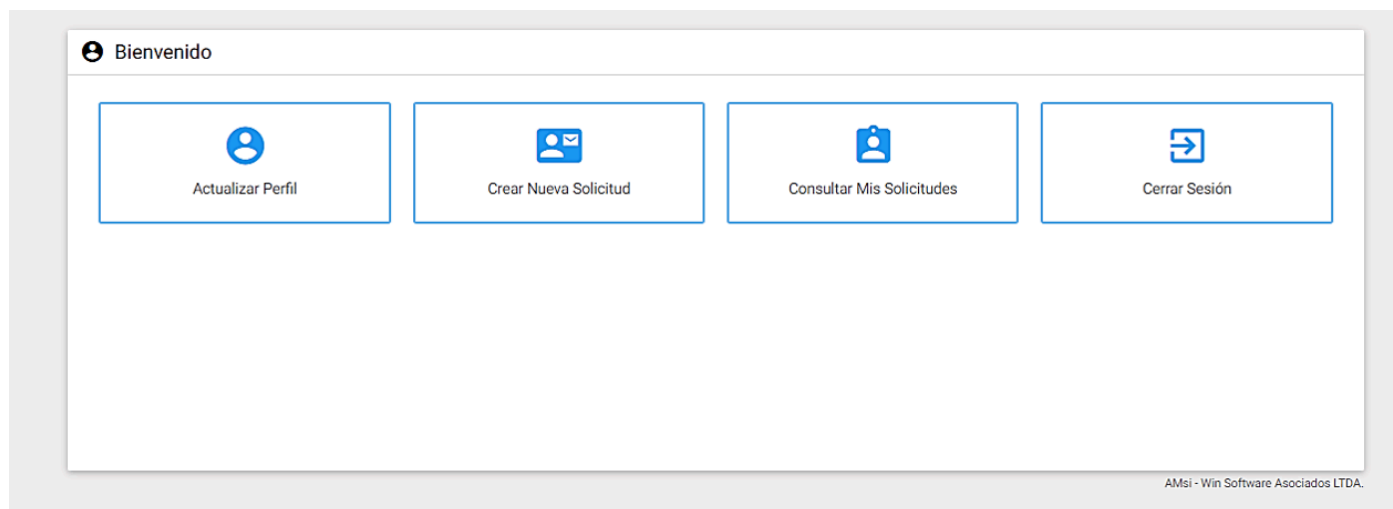 Bienvenido
Actualizar Perfil
Crear Nueva Solicitud
Consultar Mis Solicitudes
Cerrar Sesión
AMsi - Win Software Asociados LTDA.